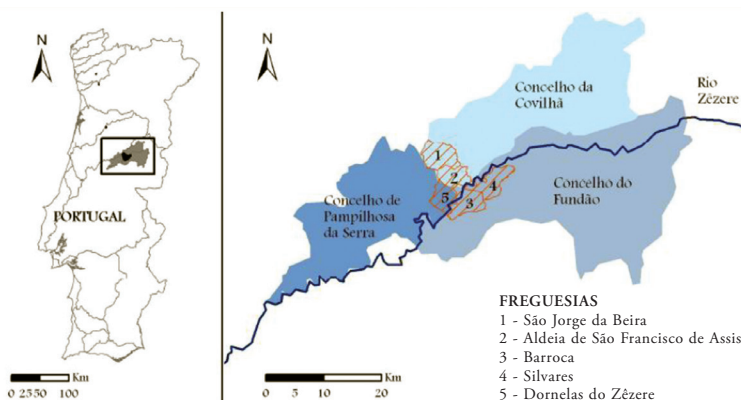 N
PORTUGAL
Km
0 25 50 100
N
Concelho da
Covilhã
Rio
Zêzere
1
2
4
5
3
Concelho de
Pampilhosa
da Serra
Concelho do
Fundão
FREGUESIAS
1 - São Jorge da Beira
2 - Aldeia de São Francisco de Assis
3 - Barroca
4 - Silvares
5 - Dornelas do Zêzere
Km
0 10 20